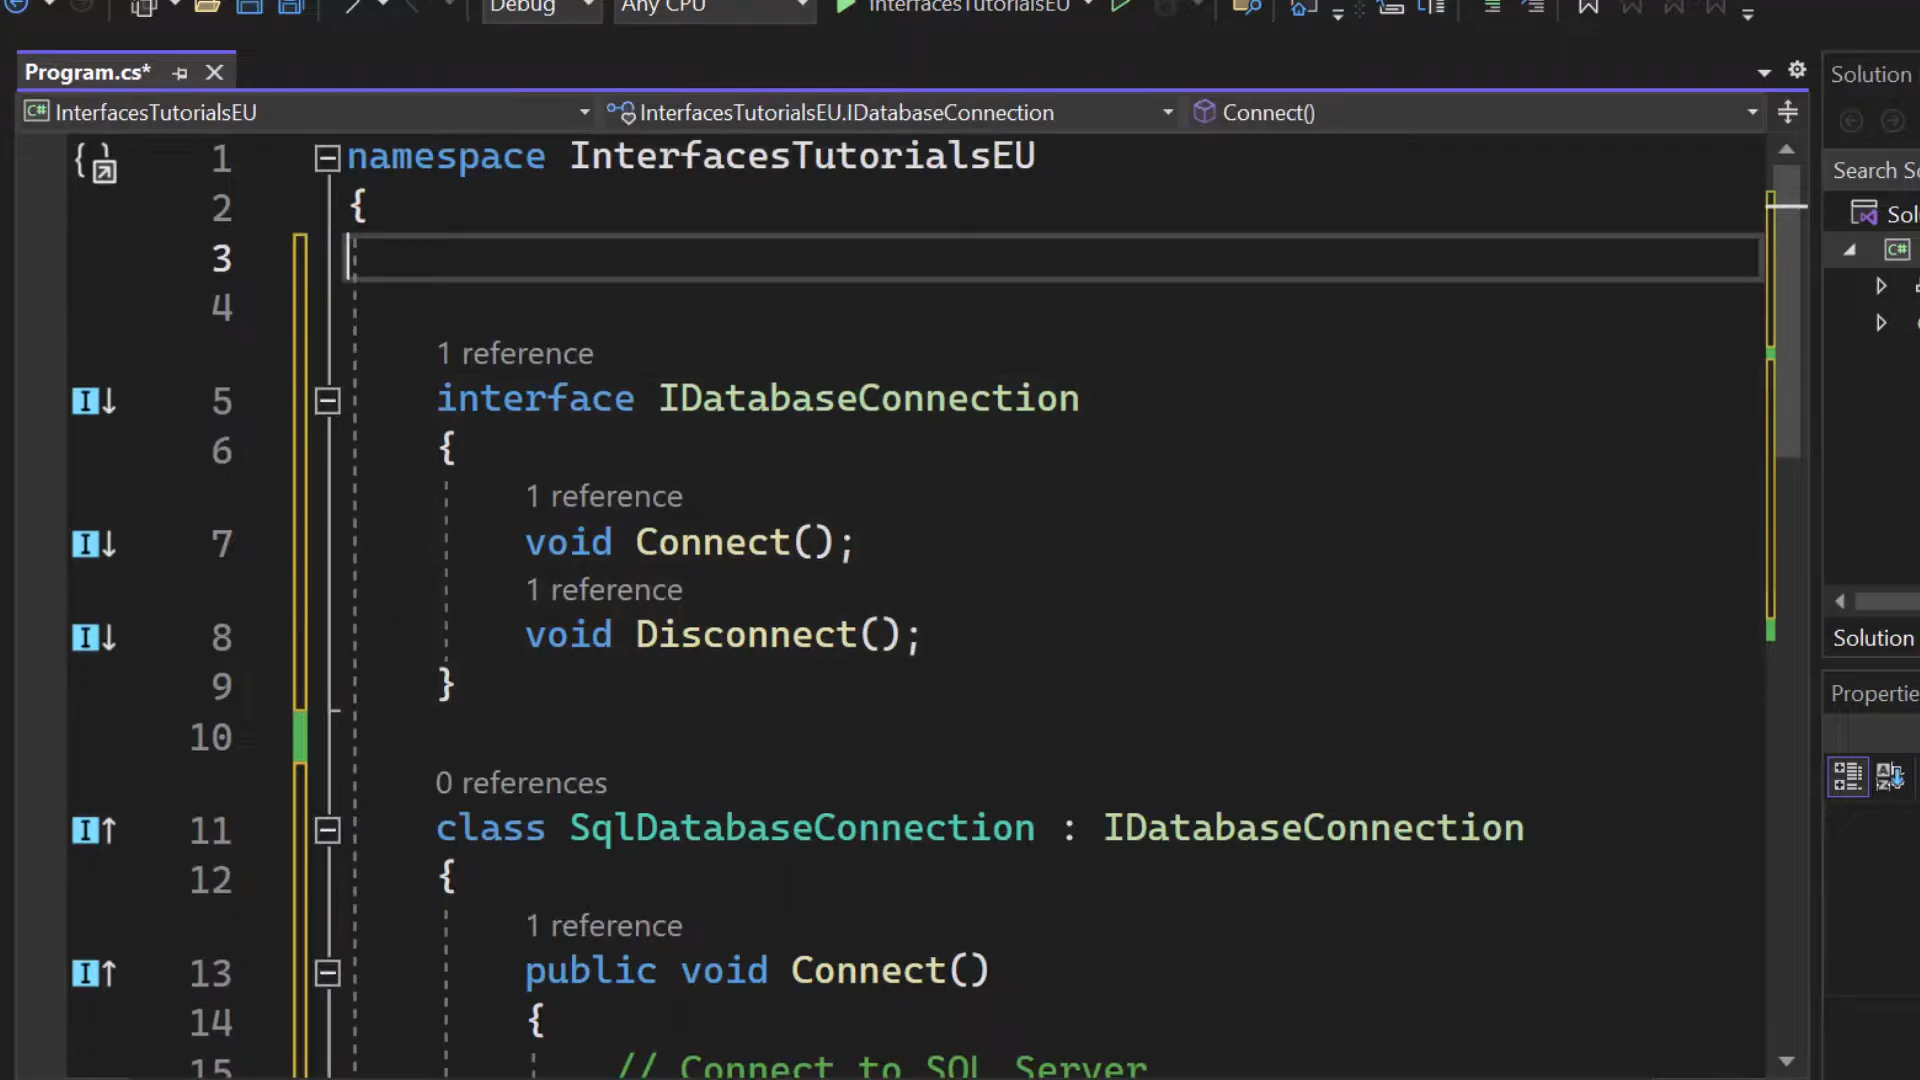 Debug Any CPU InterfacesTutorialsEU
Program.cs*
Solution
InterfacesTutorialsEU InterfacesTutorialsEU.IDatabaseConnection Connect()
1 namespace InterfacesTutorialsEU
2 {
3
4
1 reference
5 interface IDatabaseConnection
6 {
1 reference
7 void Connect();
1 reference
8 void Disconnect();
9 }
10
0 references
11 class SqlDatabaseConnection : IDatabaseConnection
12 {
1 reference
13 public void Connect()
14 {
15 // Connect to SQL Server
Search So
Sol
Solution
Propertie